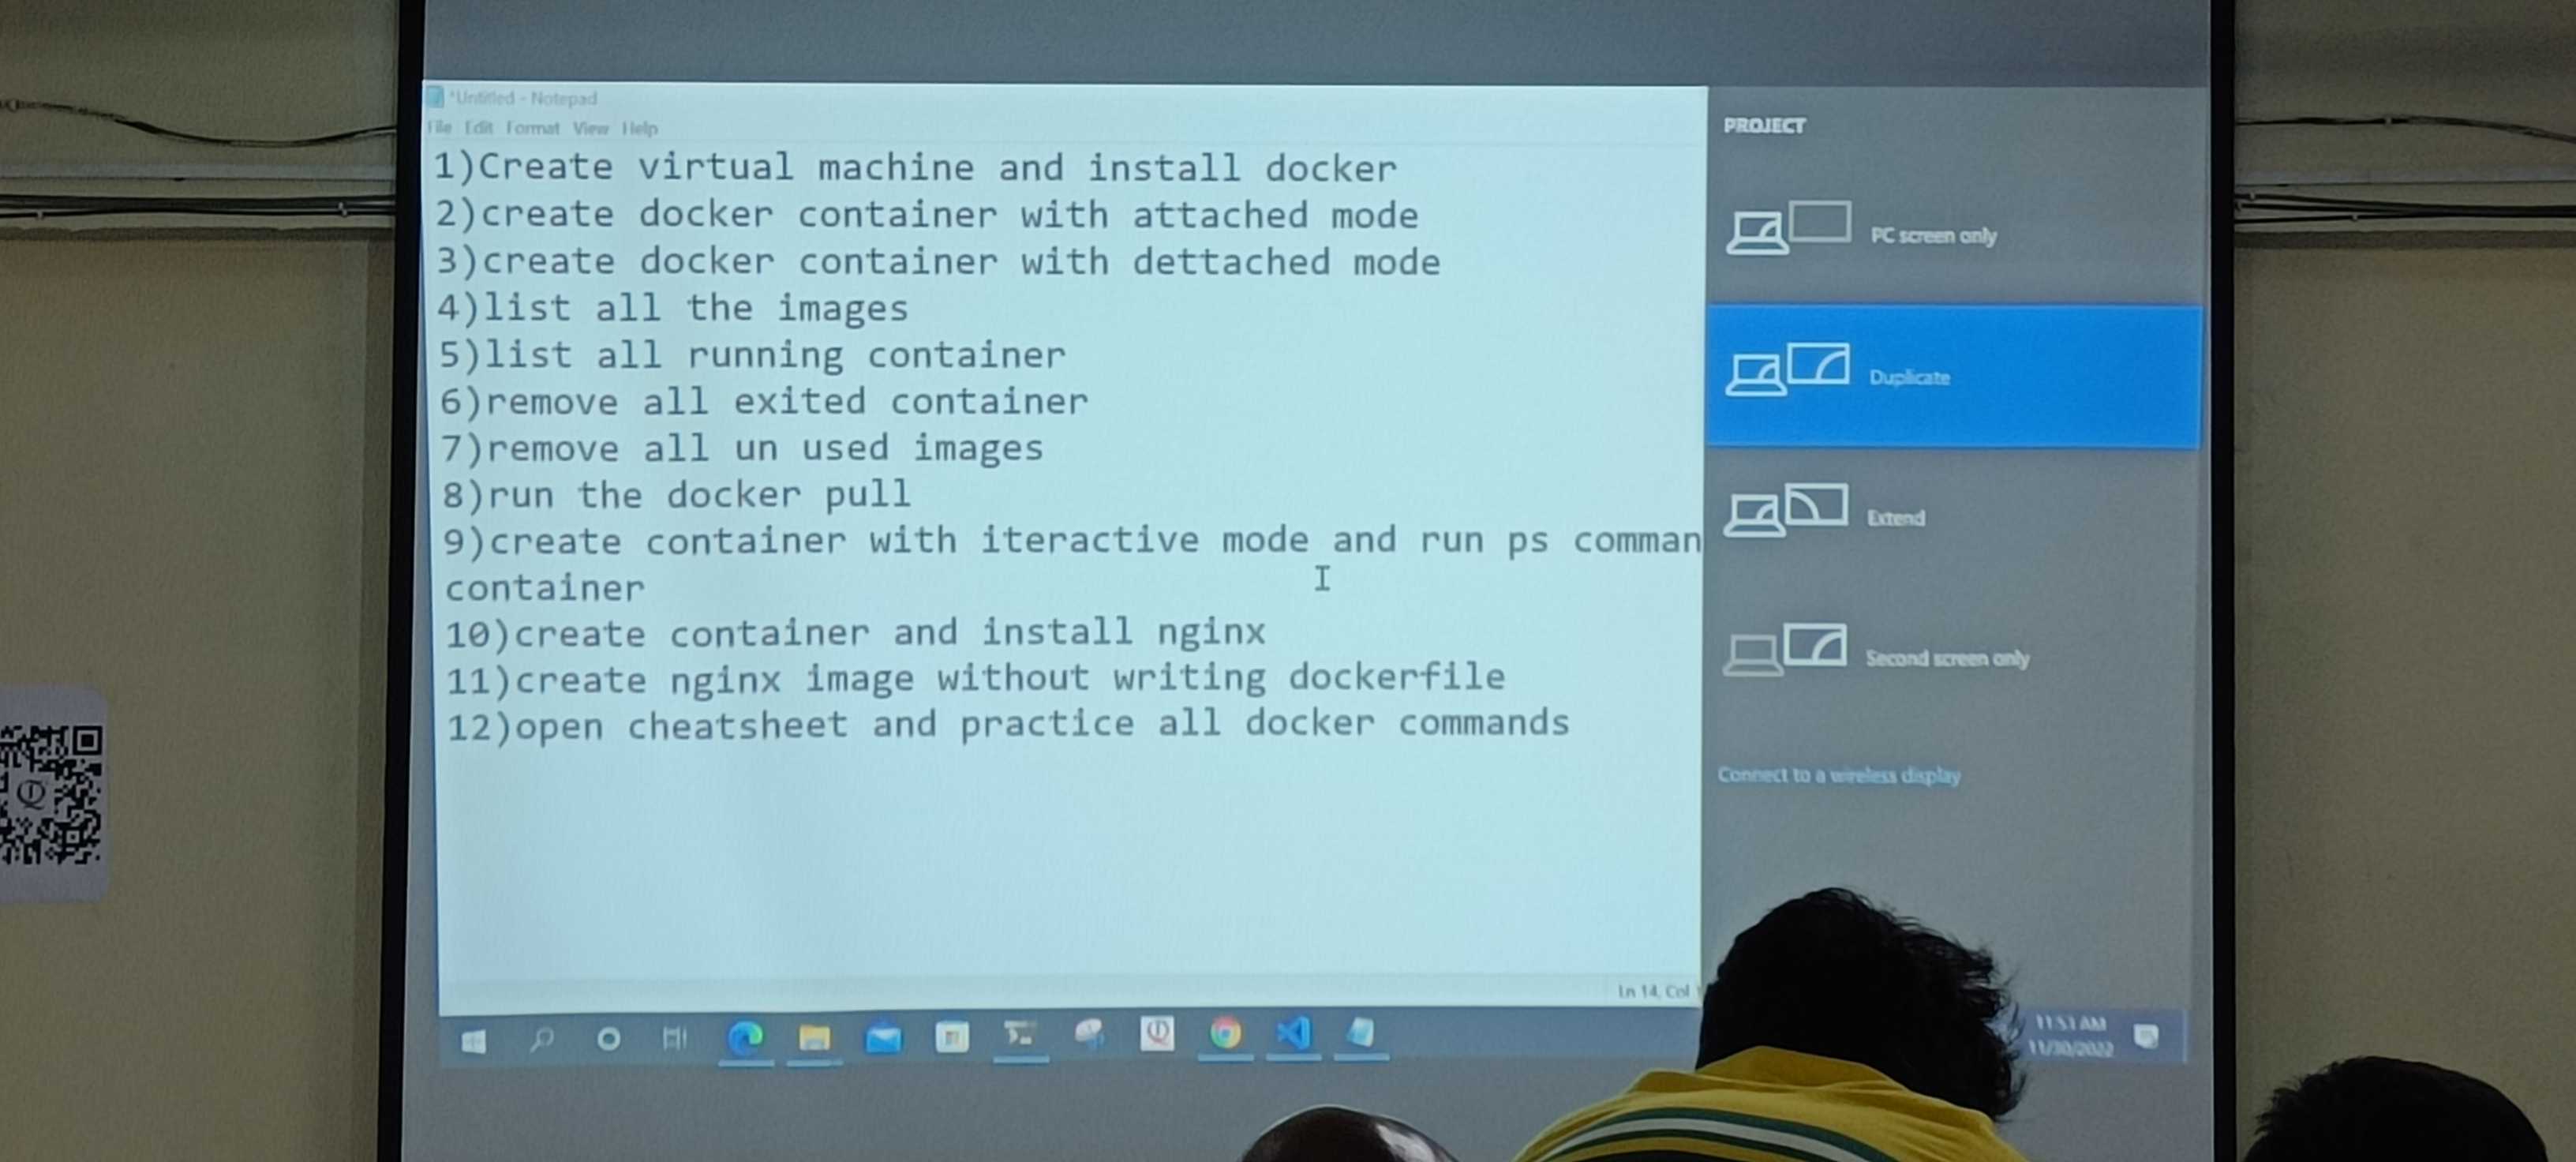 *Untitled - Notepad
File Edit Format View Help
1)Create virtual machine and install docker
2)create docker container with attached mode
3)create docker container with dettached mode
4)list all the images
5)list all running container
6)remove all exited container
7)remove all un used images
8)run the docker pull
9)create container with iteractive mode and run ps comman
container
10)create container and install nginx
11)create nginx image without writing dockerfile
12)open cheatsheet and practice all docker commands
Ln 14, Col
PROJECT
PC screen only
Duplicate
Extend
Second screen only
Connect to a wireless display
11:51 AM
11/30/2022